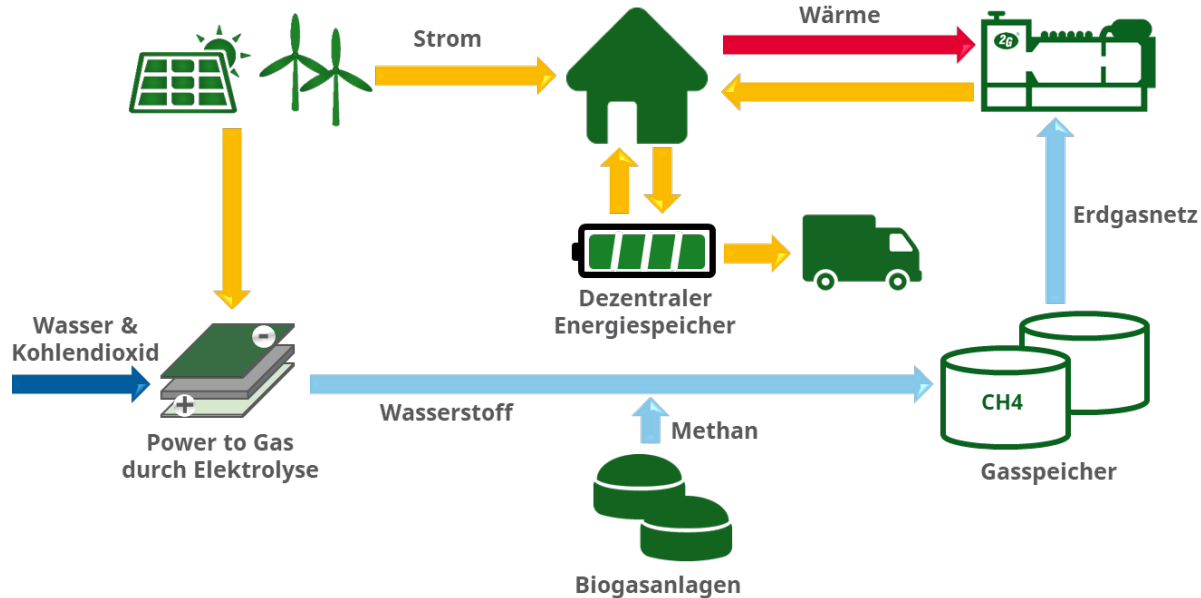 Wärme
Strom
2G
Erdgasnetz
Dezentraler
Energiespeicher
Wasser &
Kohlendioxid
-
+
Wasserstoff
CH4
Methan
Power to Gas
durch Elektrolyse
Gasspeicher
Biogasanlagen